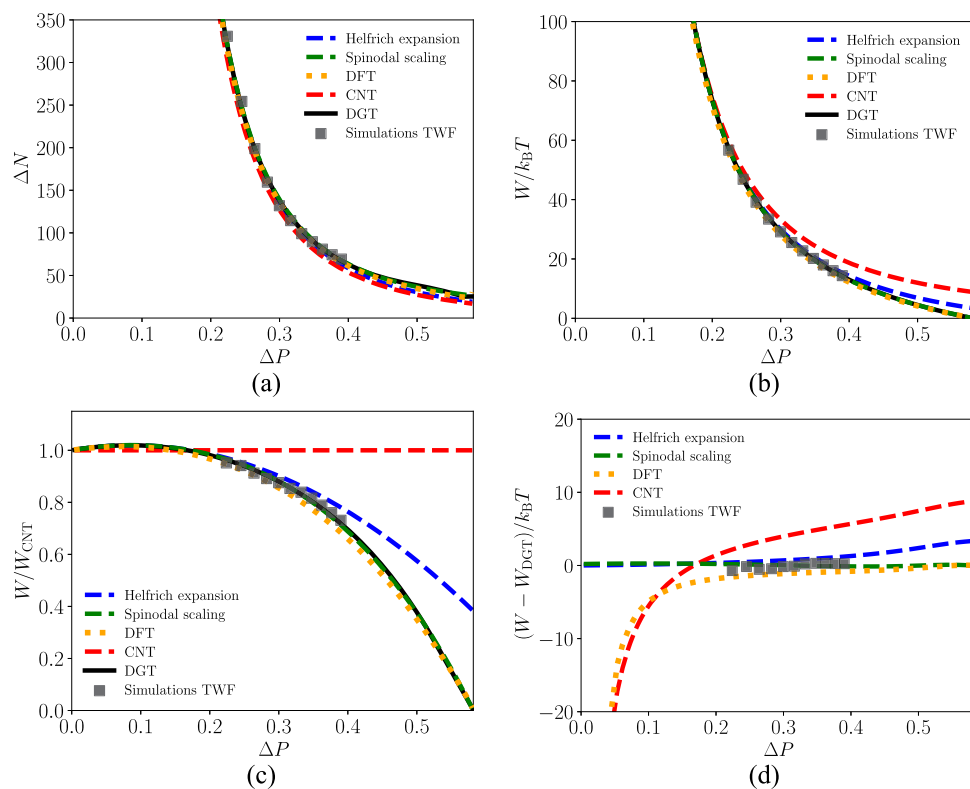 350
300
250
200
150
100
50
0
ΔN
Helfrich expansion
Spinodal scaling
DFT
CNT
DGT
Simulations TWF
0.0 0.1 0.2 0.3 0.4 0.5
ΔP
(a)
100
80
60
40
20
0
W/k_BT
Helfrich expansion
Spinodal scaling
DFT
CNT
DGT
Simulations TWF
0.0 0.1 0.2 0.3 0.4 0.5
ΔP
(b)
1.0
0.8
0.6
0.4
0.2
0.0
W/W_CNT
Helfrich expansion
Spinodal scaling
DFT
CNT
DGT
Simulations TWF
0.0 0.1 0.2 0.3 0.4 0.5
ΔP
(c)
20
10
0
−10
−20
(W − W_DGT)/k_BT
Helfrich expansion
Spinodal scaling
DFT
CNT
Simulations TWF
0.0 0.1 0.2 0.3 0.4 0.5
ΔP
(d)